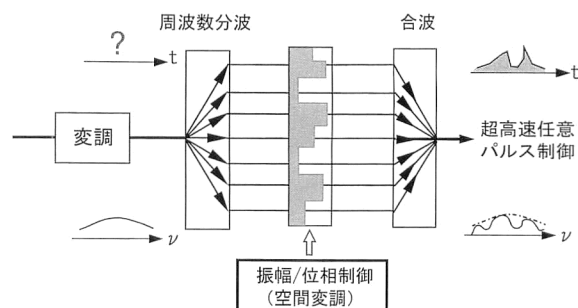 周波数分波
合波
?
t
t
変調
超高速任意
パルス制御
ν
ν
振幅/位相制御
(空間変調)